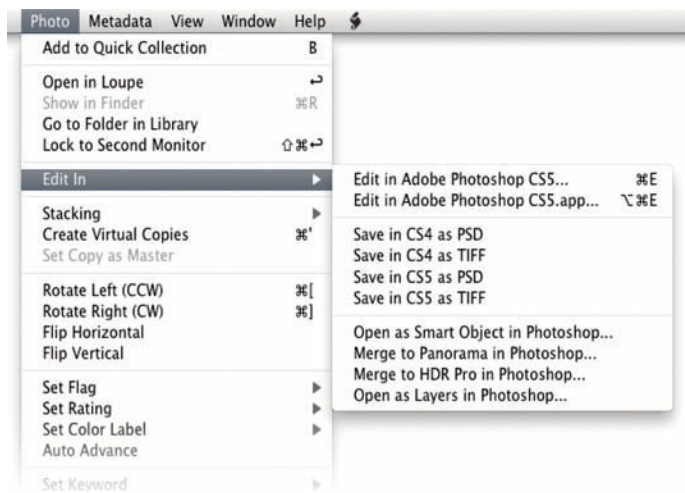 Photo Metadata View Window Help
Add to Quick Collection B
Open in Loupe ↩
Show in Finder ⌘R
Go to Folder in Library
Lock to Second Monitor ⇧⌘↩
Edit In ▶
Stacking ▶
Create Virtual Copies ⌘'
Set Copy as Master
Rotate Left (CCW) ⌘[
Rotate Right (CW) ⌘]
Flip Horizontal
Flip Vertical
Set Flag ▶
Set Rating ▶
Set Color Label ▶
Auto Advance
Set Keyword ▶
Edit in Adobe Photoshop CS5... ⌘E
Edit in Adobe Photoshop CS5.app... ⌥⌘E
Save in CS4 as PSD
Save in CS4 as TIFF
Save in CS5 as PSD
Save in CS5 as TIFF
Open as Smart Object in Photoshop...
Merge to Panorama in Photoshop...
Merge to HDR Pro in Photoshop...
Open as Layers in Photoshop...